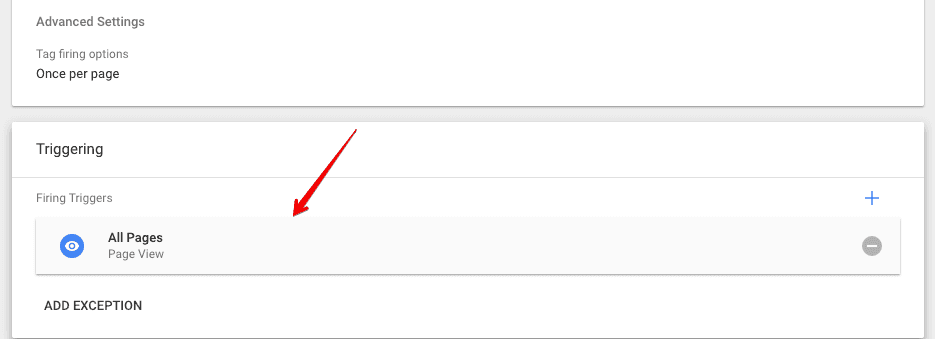 Advanced Settings
Tag firing options
Once per page
Triggering
Firing Triggers
All Pages
Page View
ADD EXCEPTION